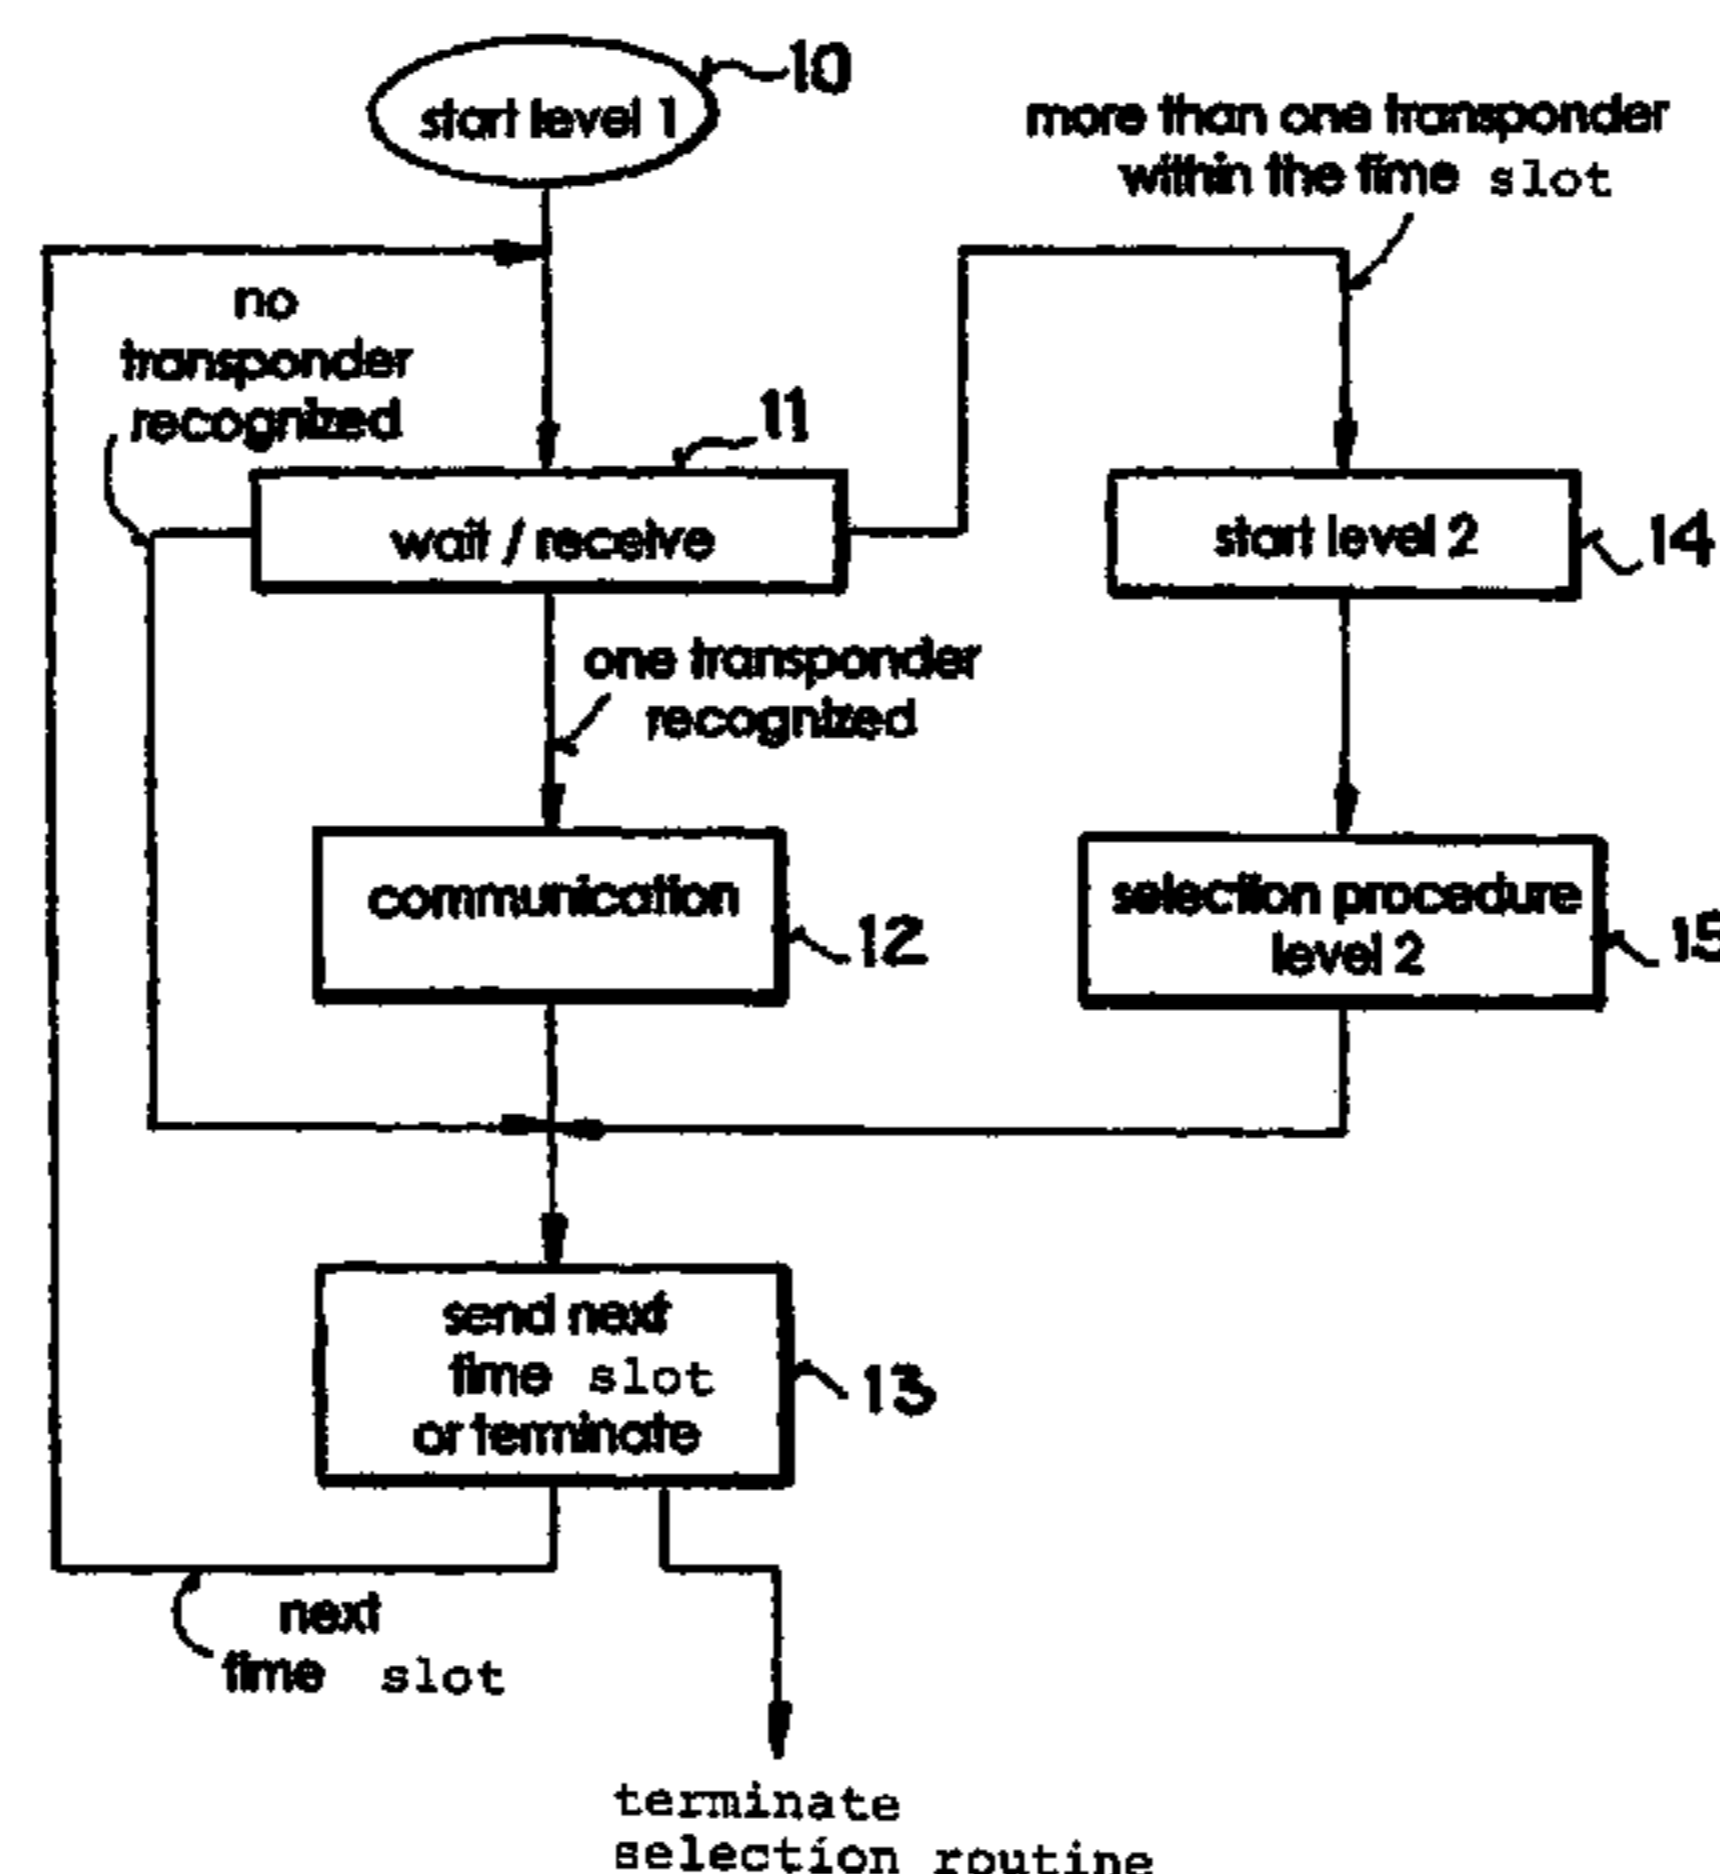 10
start level 1
more than one transponder
within the time slot
no
transponder
recognized
11
wait / receive
start level 2
14
one transponder
recognized
communication
12
selection procedure
level 2
15
send next
time slot
or terminate
13
next
time slot
terminate
selection routine